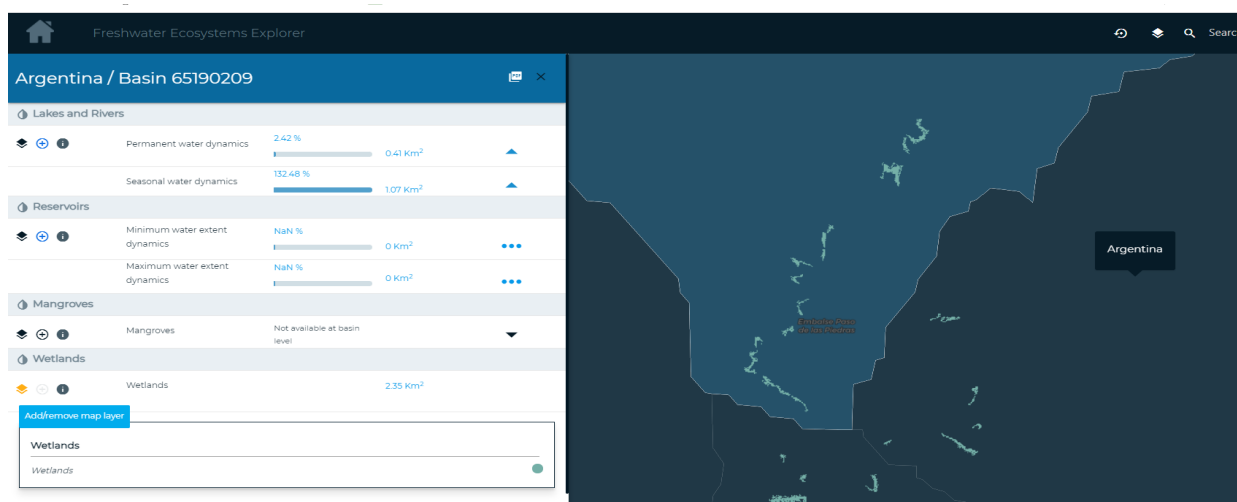 Freshwater Ecosystems Explorer
Searc
Argentina / Basin 65190209
PDF
Lakes and Rivers
Permanent water dynamics
2.42 %
0.41 Km²
Seasonal water dynamics
132.48 %
1.07 Km²
Reservoirs
Minimum water extent
dynamics
NaN %
0 Km²
Maximum water extent
dynamics
NaN %
0 Km²
Mangroves
Mangroves
Not available at basin
level
Wetlands
Wetlands
2.35 Km²
Add/remove map layer
Wetlands
Wetlands
Argentina